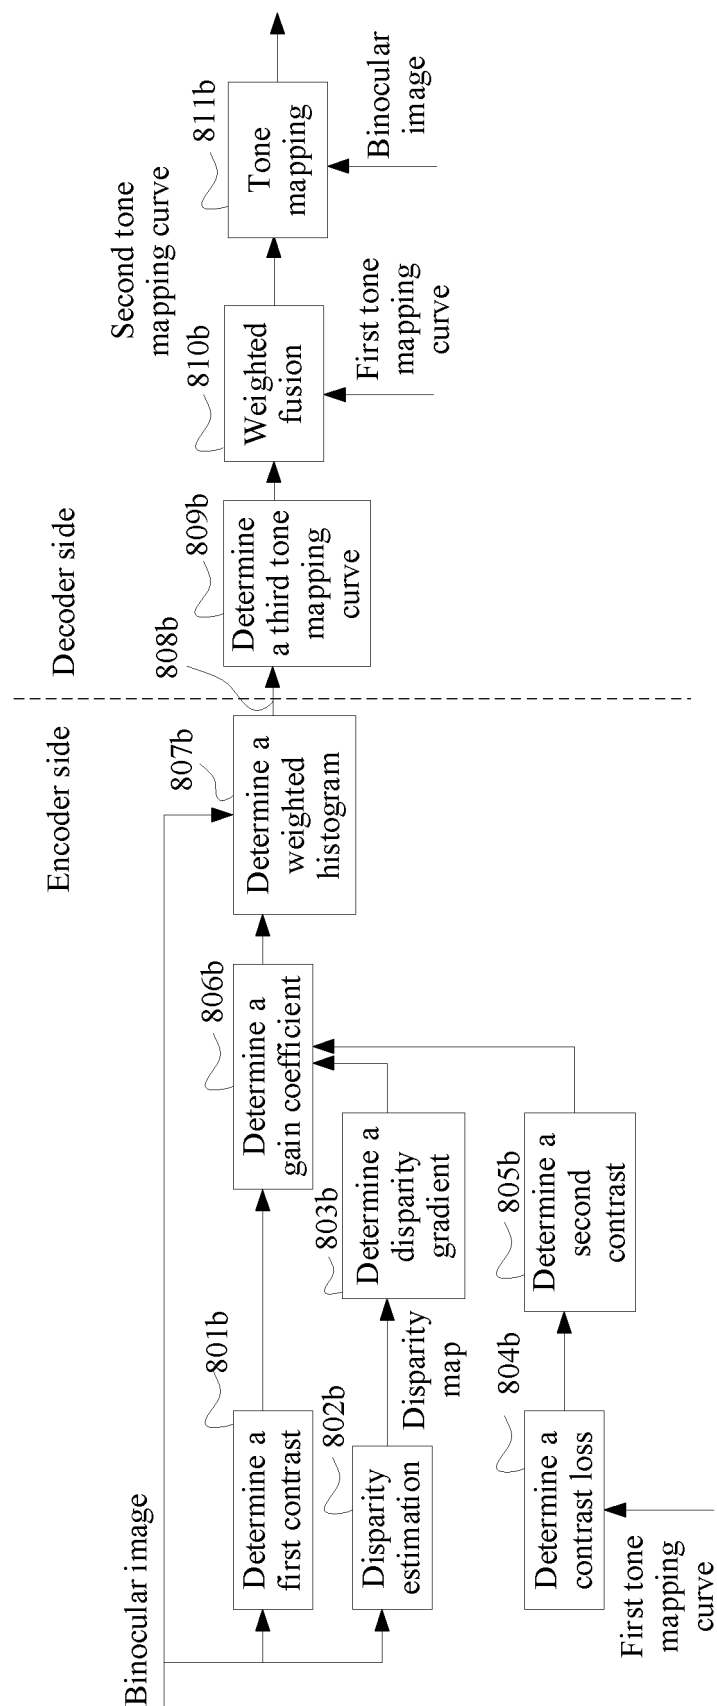 Encoder side
Decoder side
Binocular image
801b
Determine a
first contrast
802b
Disparity
estimation
Disparity
map
803b
Determine a
disparity
gradient
First tone
mapping
curve
804b
Determine a
contrast loss
805b
Determine a
second
contrast
806b
Determine a
gain coefficient
807b
Determine a
weighted
histogram
808b
809b
Determine
a third tone
mapping
curve
810b
Weighted
fusion
First tone
mapping
curve
Second tone
mapping curve
811b
Tone
mapping
Binocular
image